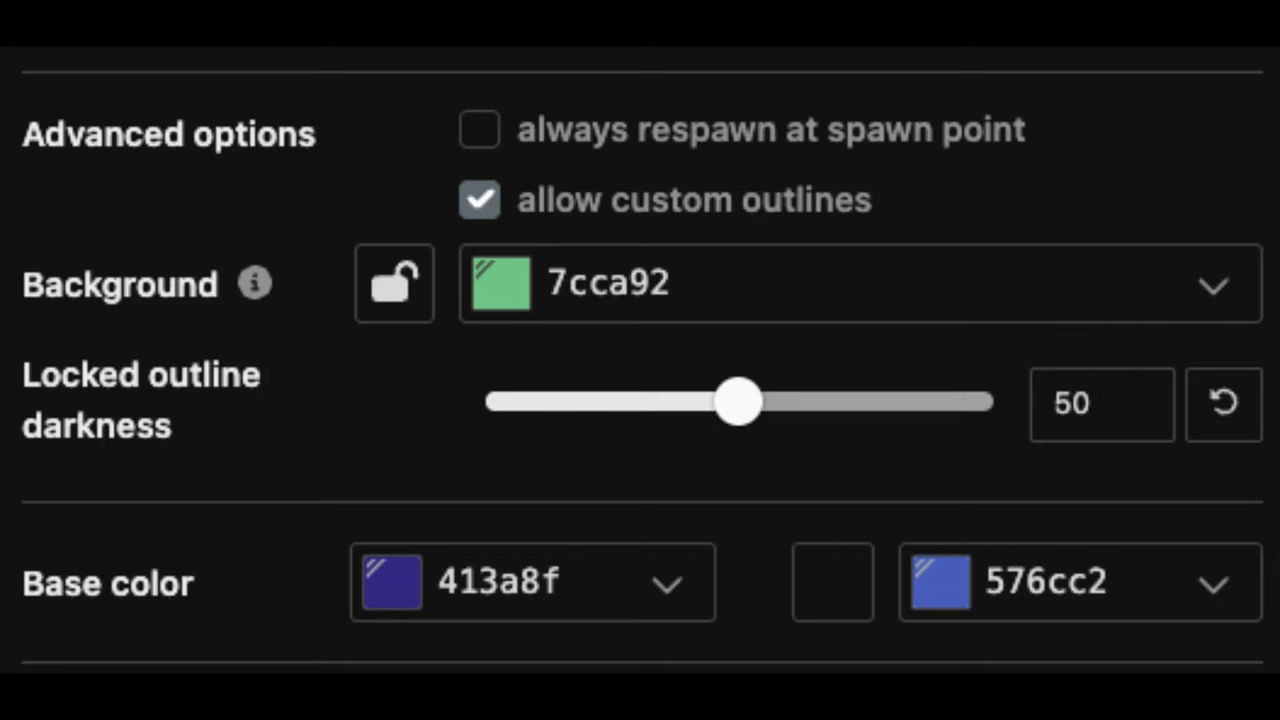 Advanced options
always respawn at spawn point
allow custom outlines
Background
7cca92
Locked outline
darkness
50
Base color
413a8f
576cc2